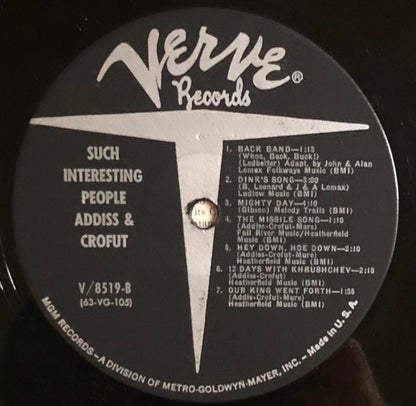 Verve®
Records
SUCH
INTERESTING
PEOPLE
ADDISS &
CROFUT
V/8519-B
(63-VG-105)
1. BACK BAND—1:15
(Whoa, Back, Buck!)
(Ledbetter) Adapt. by John & Alan
Lomax Folkways Music (BMI)
2. DINK'S SONG—3:00
(B. Leonard & J & A Lomax)
Ludlow Music (BMI)
3. MIGHTY DAY—4:10
(Gibson) Melody Trails (BMI)
4. THE MISSILE SONG—1:10
(Addiss-Crofut-Mars)
Fall River Music/Heatherfield
Music (BMI)
5. HEY DOWN, HOE DOWN—2:10
(Addiss-Crofut-Mure)
Heatherfield Music (BMI)
6. 12 DAYS WITH KHRUSHCHEV—2:18
(Addiss-Crofut)
Heatherfield Music (BMI)
7. OUR KING WENT FORTH—1:35
(Addis-Crofut)
Heatherfield Music (BMI)
MGM RECORDS—A DIVISION OF METRO-GOLDWYN-MAYER, INC.—Made in U.S.A.